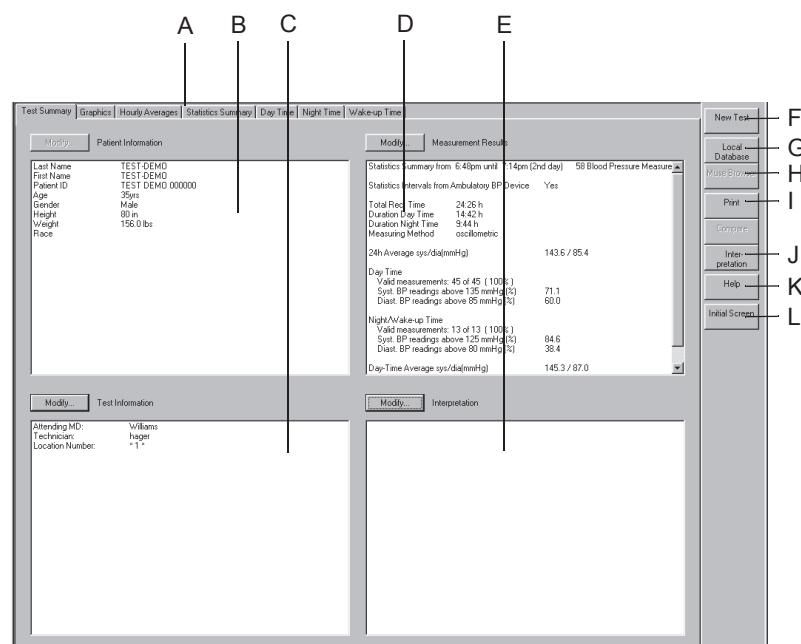 A B C D E
Test Summary Graphics Hourly Averages Statistics Summary Day Time Night Time Wake-up Time
Modify... Patient Information
Last Name TEST-DEMO
First Name TEST-DEMO
Patient ID TEST DEMO 000000
Age 35yrs
Gender Male
Height 80 in
Weight 156.0 lbs
Race
Modify... Measurement Results
Statistics Summary from 6:48pm until 7:14pm (2nd day) 58 Blood Pressure Measure
Statistics Intervals from Ambulatory BP Device Yes
Total Rec. Time 24:26 h
Duration Day Time 14:42 h
Duration Night Time 9:44 h
Measuring Method oscillometric
24h Average sys/dia(mmHg) 143.6 / 85.4
Day Time
Valid measurements: 45 of 45 ( 100% )
Syst. BP readings above 135 mmHg (%) 71.1
Diast. BP readings above 85 mmHg (%) 60.0
Night/Wake-up Time
Valid measurements: 13 of 13 ( 100% )
Syst. BP readings above 125 mmHg (%) 84.6
Diast. BP readings above 80 mmHg (%) 38.4
Day-Time Average sys/dia(mmHg) 145.3 / 87.0
Modify... Test Information
Attending MD: Williams
Technician: hager
Location Number: " 1 "
Modify... Interpretation
New Test F
Local
Database G
Muse Browse H
Print I
Compare
Inter-
pretation J
Help K
Initial Screen L